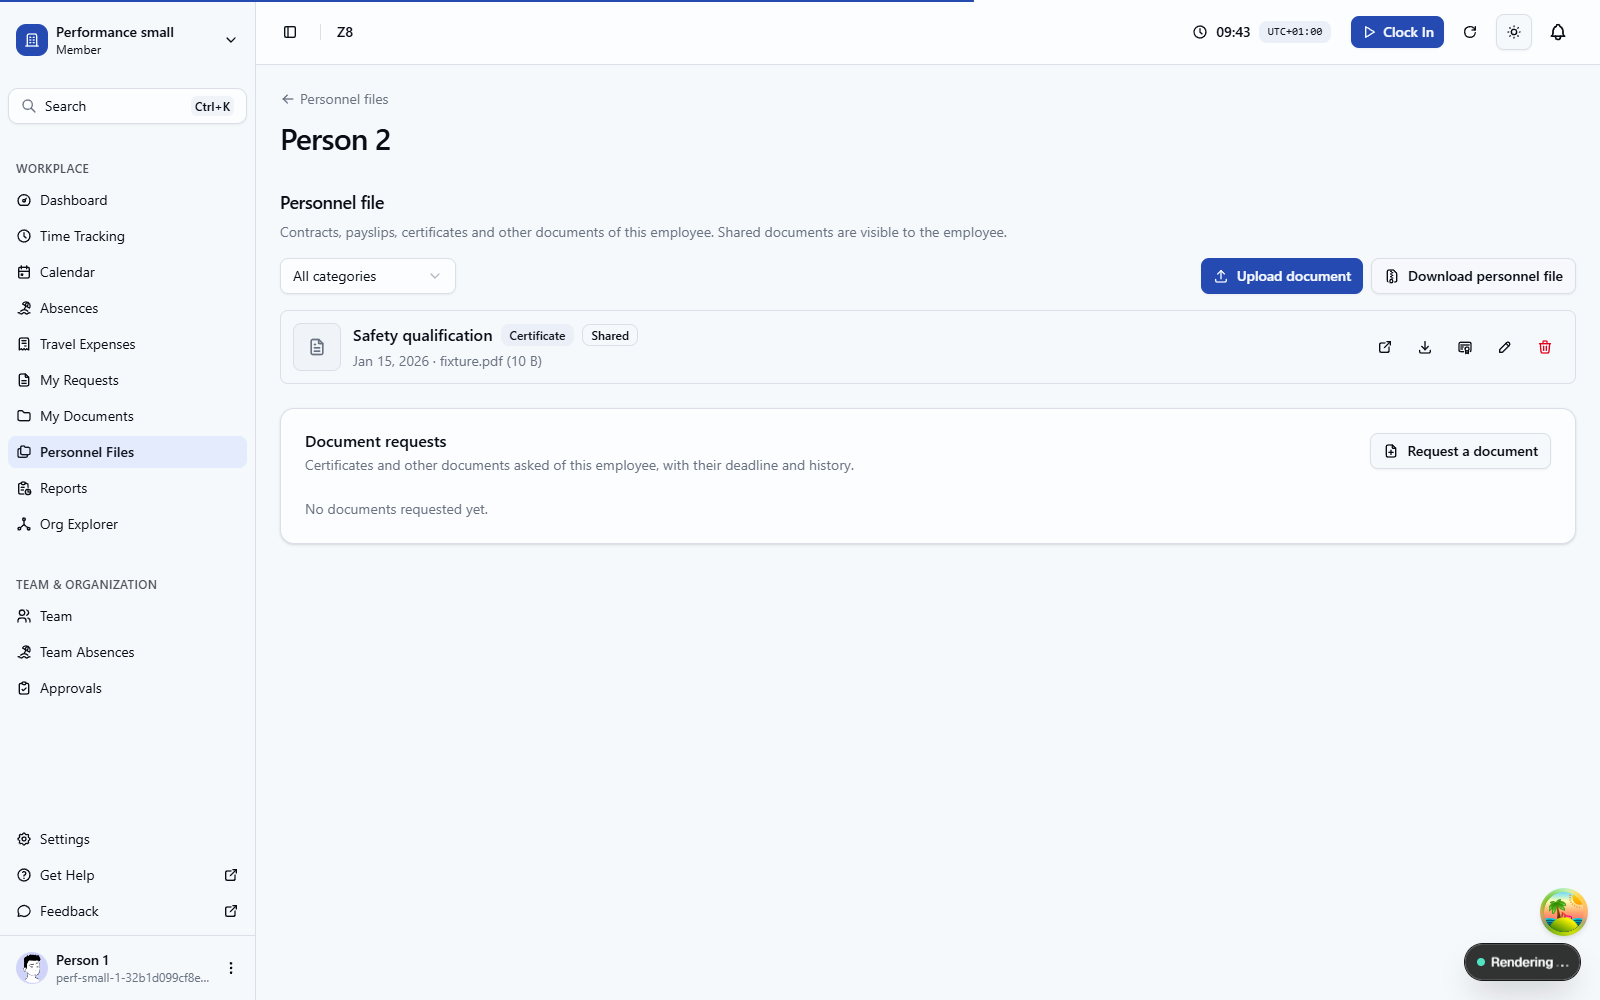 Performance small
Member
Search
Ctrl+K
WORKPLACE
Dashboard
Time Tracking
Calendar
Absences
Travel Expenses
My Requests
My Documents
Personnel Files
Reports
Org Explorer
TEAM & ORGANIZATION
Team
Team Absences
Approvals
Settings
Get Help
Feedback
Person 1
perf-small-1-32b1d099cf8e...
Z8
09:43
UTC+01:00
Clock In
Personnel files
Person 2
Personnel file
Contracts, payslips, certificates and other documents of this employee. Shared documents are visible to the employee.
All categories
Upload document
Download personnel file
Safety qualification
Certificate
Shared
Jan 15, 2026 · fixture.pdf (10 B)
Document requests
Certificates and other documents asked of this employee, with their deadline and history.
Request a document
No documents requested yet.
Rendering ...